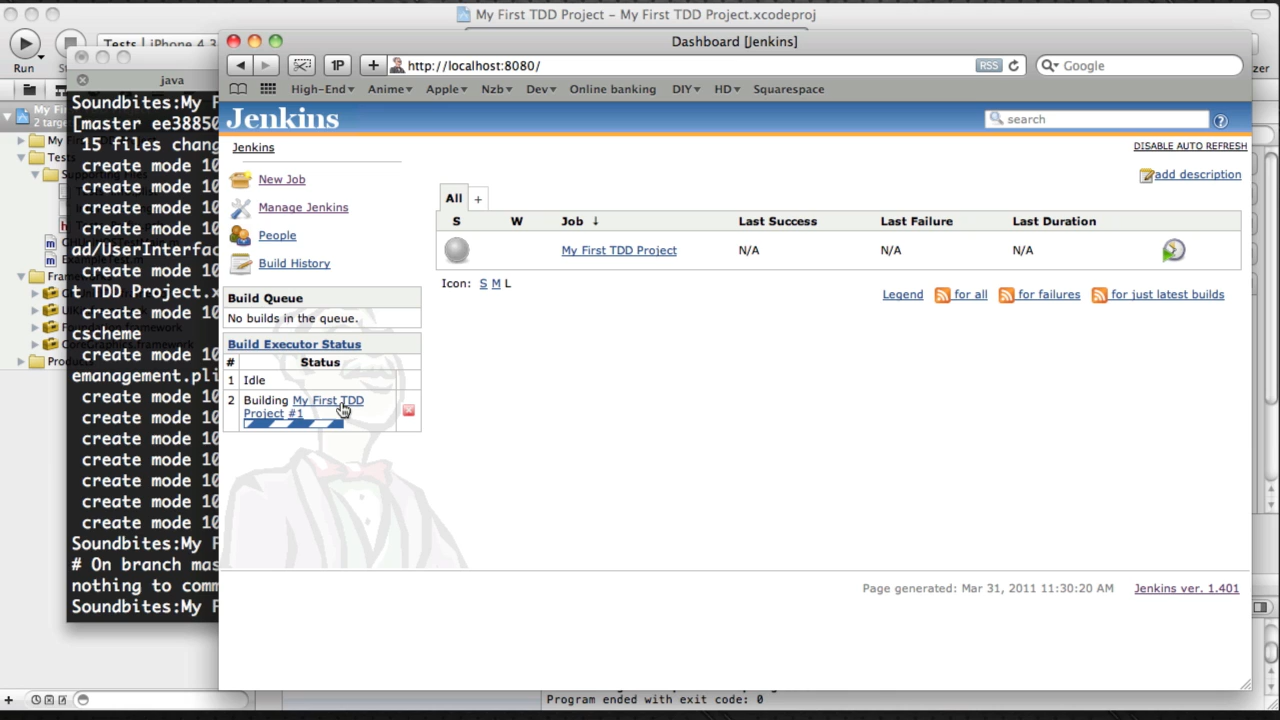 My First TDD Project – My First TDD Project.xcodeproj
Tests | iPhone 4.3
Run
java
Dashboard [Jenkins]
1P
http://localhost:8080/
RSS
Google
High-End
Anime
Apple
Nzb
Dev
Online banking
DIY
HD
Squarespace
Soundbites:My F
[master ee38850
15 files chang
create mode 10
create mode 10
create mode 10
create mode 10
ad/UserInterfac
create mode 10
t TDD Project.x
create mode 10
cscheme
create mode 10
emanagement.pli
create mode 10
create mode 10
create mode 10
create mode 10
create mode 10
create mode 10
create mode 10
Soundbites:My F
# On branch mas
nothing to comm
Soundbites:My F
Jenkins
search
Jenkins
DISABLE AUTO REFRESH
New Job
Manage Jenkins
People
Build History
add description
All +
S W Job ↓ Last Success Last Failure Last Duration
My First TDD Project N/A N/A N/A
Icon: S M L
Legend for all for failures for just latest builds
Build Queue
No builds in the queue.
Build Executor Status
# Status
1 Idle
2 Building My First TDD
Project #1
Page generated: Mar 31, 2011 11:30:20 AM Jenkins ver. 1.401
Program ended with exit code: 0